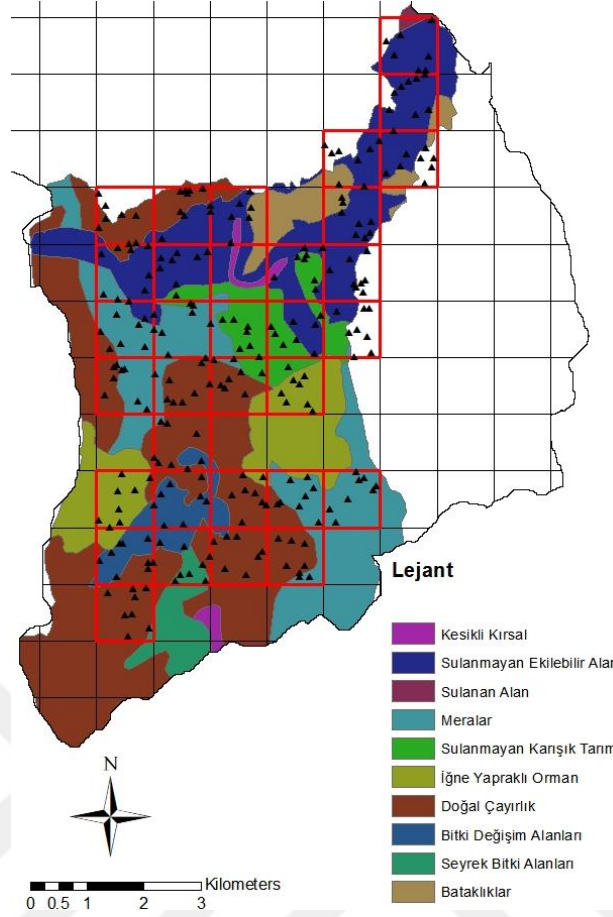 Lejant
Kesikli Kırsal
Sulanmayan Ekilebilir Alan
Sulanan Alan
Meralar
Sulanmayan Karışık Tarım
İğne Yapraklı Orman
Doğal Çayırlık
Bitki Değişim Alanları
Seyrek Bitki Alanları
Bataklıklar
N
Kilometers
0 0.5 1 2 3